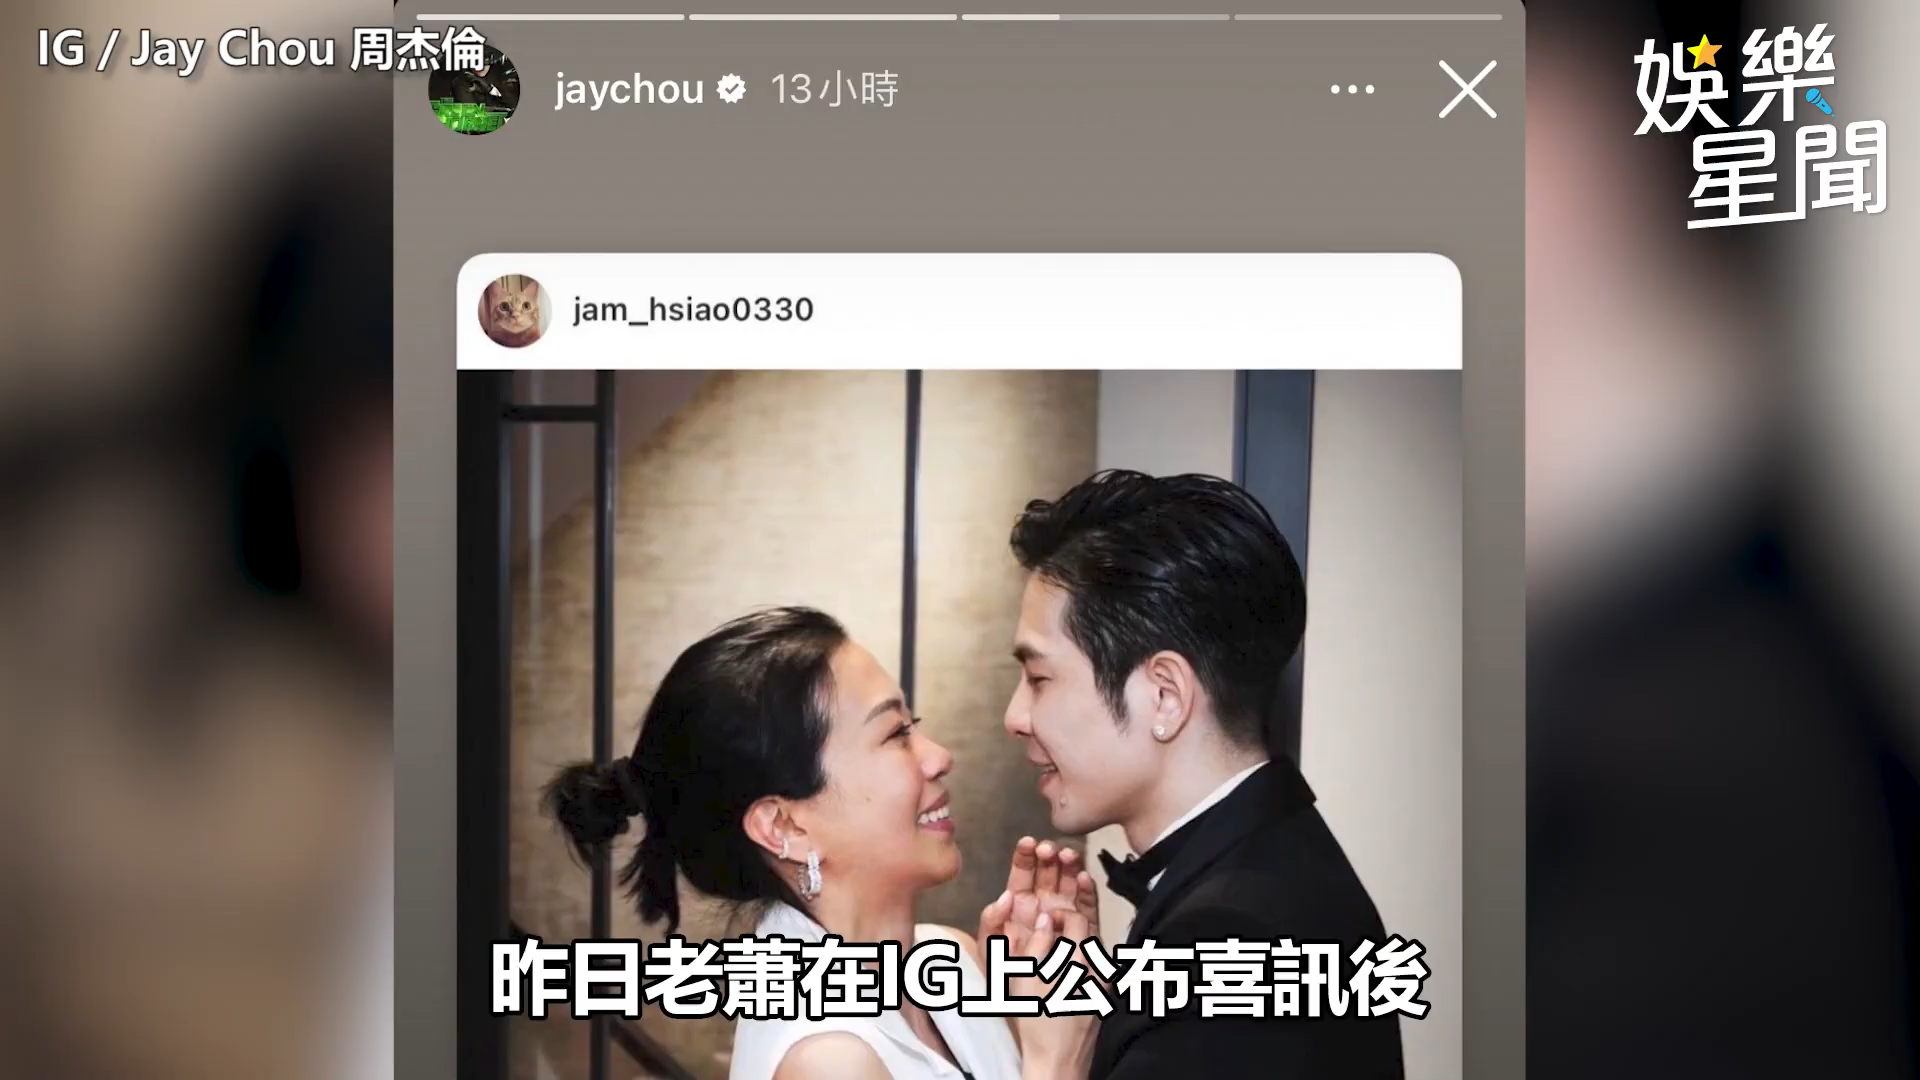 IG / Jay Chou 周杰倫
jaychou 13小時
娛樂
星聞
jam_hsiao0330
昨日老蕭在IG上公布喜訊後